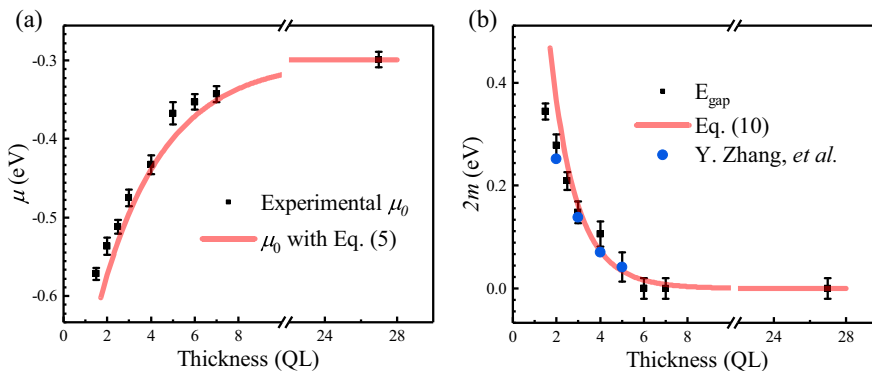 (a)
μ (eV)
-0.3
-0.4
-0.5
-0.6
Experimental μ0
μ0 with Eq. (5)
0 2 4 6 8 24 28
Thickness (QL)
(b)
2m (eV)
0.4
0.2
0.0
Egap
Eq. (10)
Y. Zhang, et al.
0 2 4 6 8 24 28
Thickness (QL)